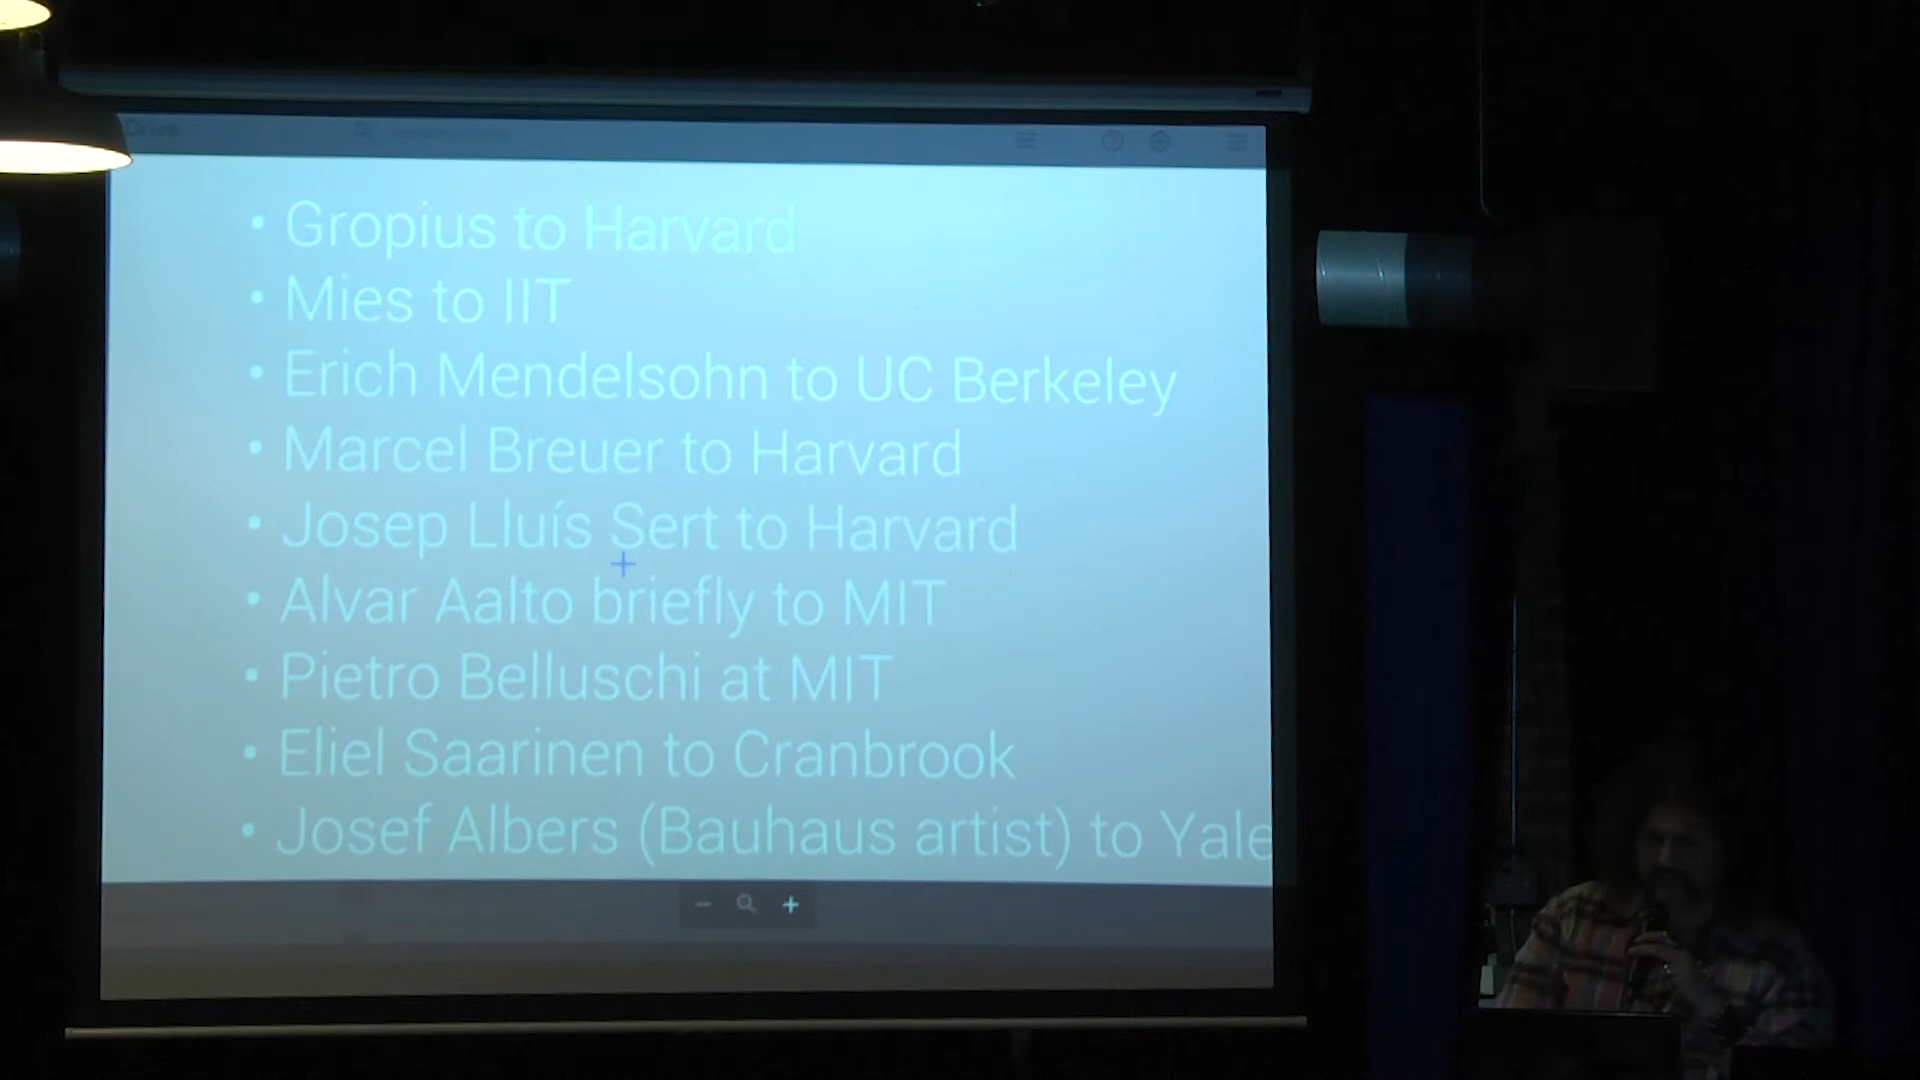 Drive
• Gropius to Harvard
• Mies to IIT
• Erich Mendelsohn to UC Berkeley
• Marcel Breuer to Harvard
• Josep Lluís Sert to Harvard
• Alvar Aalto briefly to MIT
• Pietro Belluschi at MIT
• Eliel Saarinen to Cranbrook
• Josef Albers (Bauhaus artist) to Yale